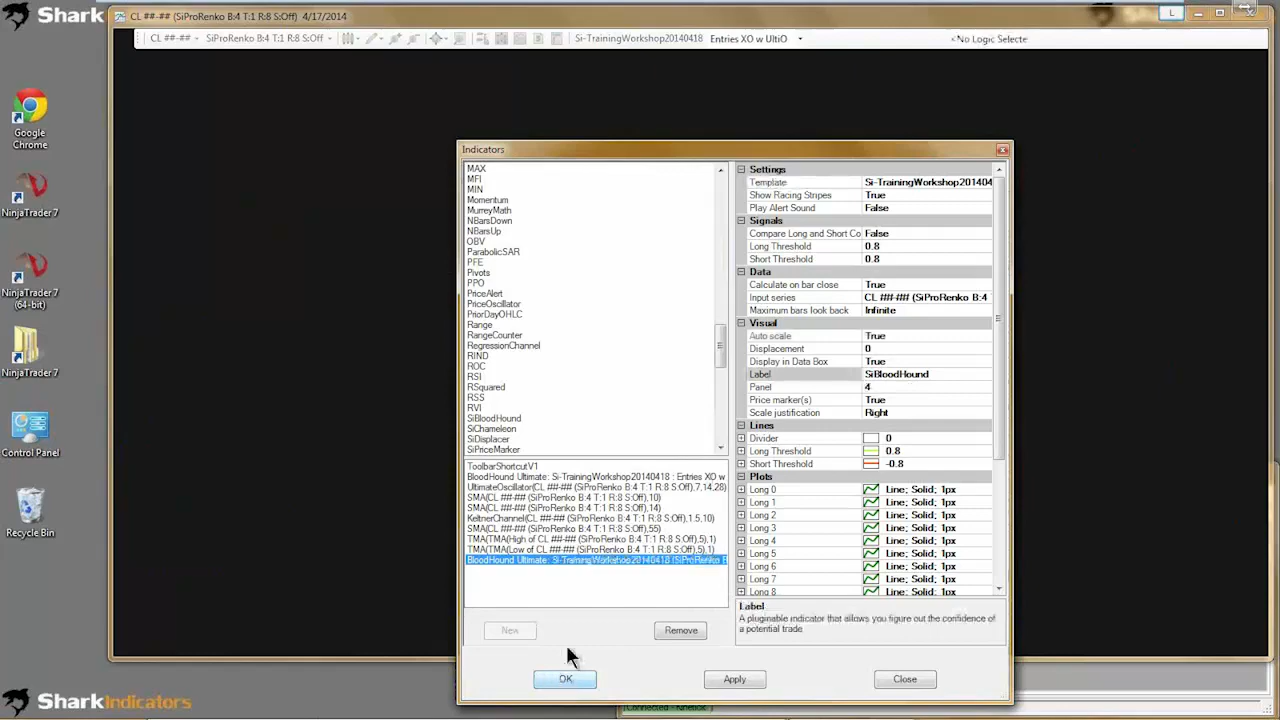 Shark
CL ##-## (SiProRenko B:4 T:1 R:8 S:Off) 4/17/2014
L
CL ##-## SiProRenko B:4 T:1 R:8 S:Off
Si-TrainingWorkshop20140418 Entries XO w UltiO
<No Logic Selecte
Google Chrome
NinjaTrader 7
NinjaTrader 7 (64-bit)
NinjaTrader 7
Control Panel
Recycle Bin
Indicators
MAX
MFI
MIN
Momentum
MurreyMath
NBarsDown
NBarsUp
OBV
ParabolicSAR
PFE
Pivots
PPO
PriceAlert
PriceOscillator
PriorDayOHLC
Range
RangeCounter
RegressionChannel
RIND
ROC
RSI
RSquared
RSS
RVI
SiBloodHound
SiChameleon
SiDisplacer
SiPriceMarker
ToolbarShortcutV1
BloodHound Ultimate: Si-TrainingWorkshop20140418 : Entries XO w
UltimateOscillator(CL ##-## (SiProRenko B:4 T:1 R:8 S:Off),7,14,28)
SMA(CL ##-## (SiProRenko B:4 T:1 R:8 S:Off),10)
SMA(CL ##-## (SiProRenko B:4 T:1 R:8 S:Off),14)
KeltnerChannel(CL ##-## (SiProRenko B:4 T:1 R:8 S:Off),1.5,10)
SMA(CL ##-## (SiProRenko B:4 T:1 R:8 S:Off),55)
TMA(TMA(High of CL ##-## (SiProRenko B:4 T:1 R:8 S:Off),5),1)
TMA(TMA(Low of CL ##-## (SiProRenko B:4 T:1 R:8 S:Off),5),1)
BloodHound Ultimate: Si-TrainingWorkshop20140418 (SiProRenko B
New
Remove
Settings
Template Si-TrainingWorkshop201404
Show Racing Stripes True
Play Alert Sound False
Signals
Compare Long and Short Co False
Long Threshold 0.8
Short Threshold 0.8
Data
Calculate on bar close True
Input series CL ##-## (SiProRenko B:4
Maximum bars look back Infinite
Visual
Auto scale True
Displacement 0
Display in Data Box True
Label SiBloodHound
Panel 4
Price marker(s) True
Scale justification Right
Lines
Divider 0
Long Threshold 0.8
Short Threshold -0.8
Plots
Long 0 Line; Solid; 1px
Long 1 Line; Solid; 1px
Long 2 Line; Solid; 1px
Long 3 Line; Solid; 1px
Long 4 Line; Solid; 1px
Long 5 Line; Solid; 1px
Long 6 Line; Solid; 1px
Long 7 Line; Solid; 1px
Long 8 Line; Solid; 1px
Label
A pluginable indicator that allows you figure out the confidence of
a potential trade
OK
Apply
Close
SharkIndicators